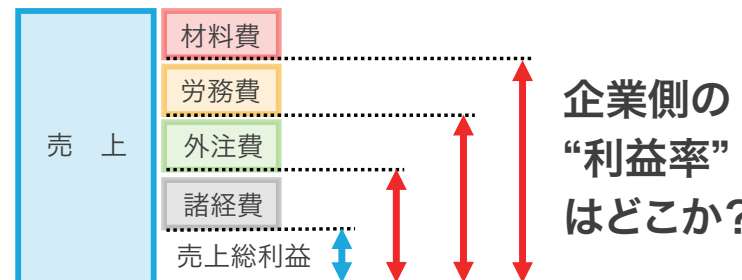 売　上
材料費
労務費
外注費
諸経費
売上総利益
企業側の
“利益率”
はどこか？